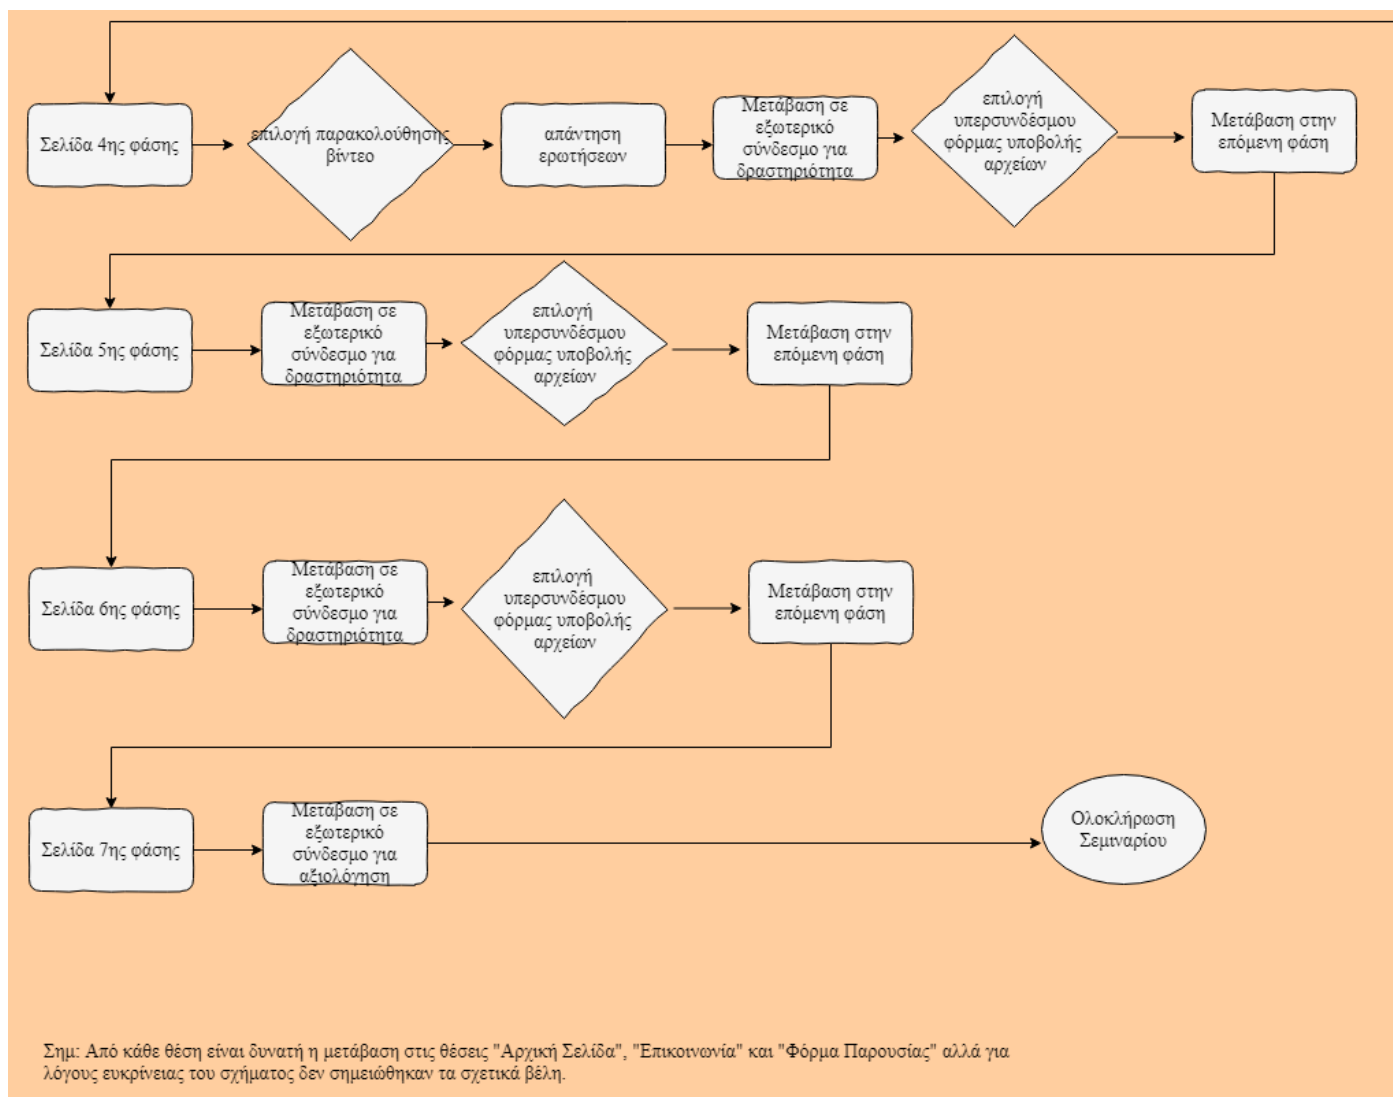 Σελίδα 4ης φάσης
επιλογή παρακολούθησης
βίντεο
απάντηση
ερωτήσεων
Μετάβαση σε
εξωτερικό
σύνδεσμο για
δραστηριότητα
επιλογή
υπερσυνδέσμου
φόρμας υποβολής
αρχείων
Μετάβαση στην
επόμενη φάση
Σελίδα 5ης φάσης
Μετάβαση σε
εξωτερικό
σύνδεσμο για
δραστηριότητα
επιλογή
υπερσυνδέσμου
φόρμας υποβολής
αρχείων
Μετάβαση στην
επόμενη φάση
Σελίδα 6ης φάσης
Μετάβαση σε
εξωτερικό
σύνδεσμο για
δραστηριότητα
επιλογή
υπερσυνδέσμου
φόρμας υποβολής
αρχείων
Μετάβαση στην
επόμενη φάση
Σελίδα 7ης φάσης
Μετάβαση σε
εξωτερικό
σύνδεσμο για
αξιολόγηση
Ολοκλήρωση
Σεμιναρίου
Σημ: Από κάθε θέση είναι δυνατή η μετάβαση στις θέσεις "Αρχική Σελίδα", "Επικοινωνία" και "Φόρμα Παρουσίας" αλλά για
λόγους ευκρίνειας του σχήματος δεν σημειώθηκαν τα σχετικά βέλη.